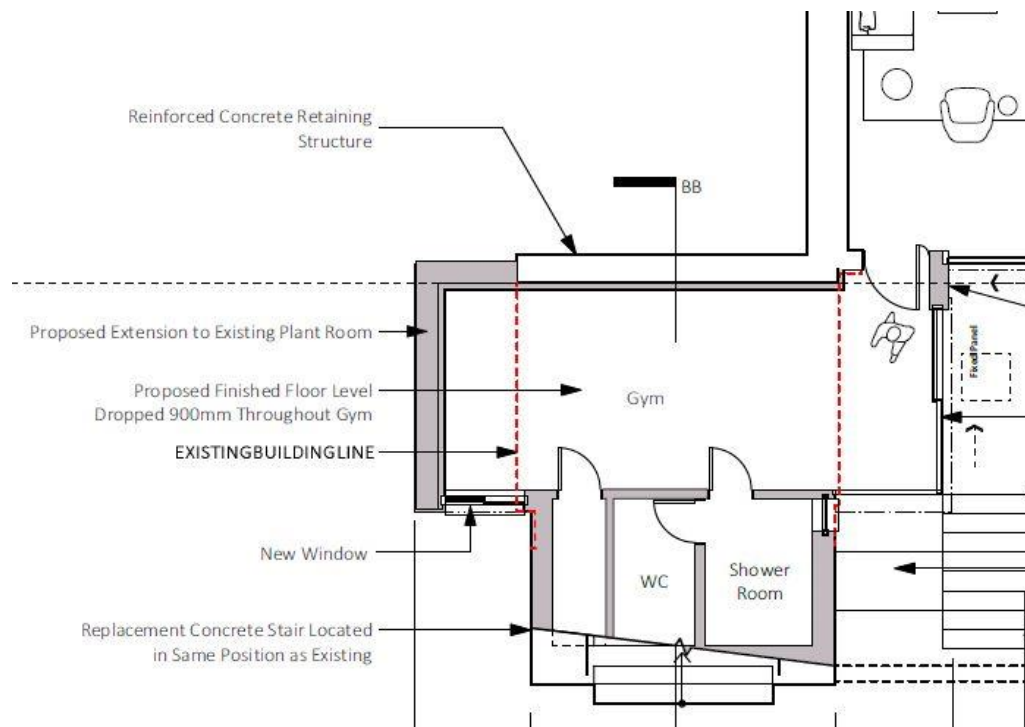 Reinforced Concrete Retaining
Structure
BB
Proposed Extension to Existing Plant Room
Fixed Panel
Proposed Finished Floor Level
Dropped 900mm Throughout Gym
Gym
EXISTINGBUILDINGLINE
New Window
WC
Shower
Room
Replacement Concrete Stair Located
in Same Position as Existing